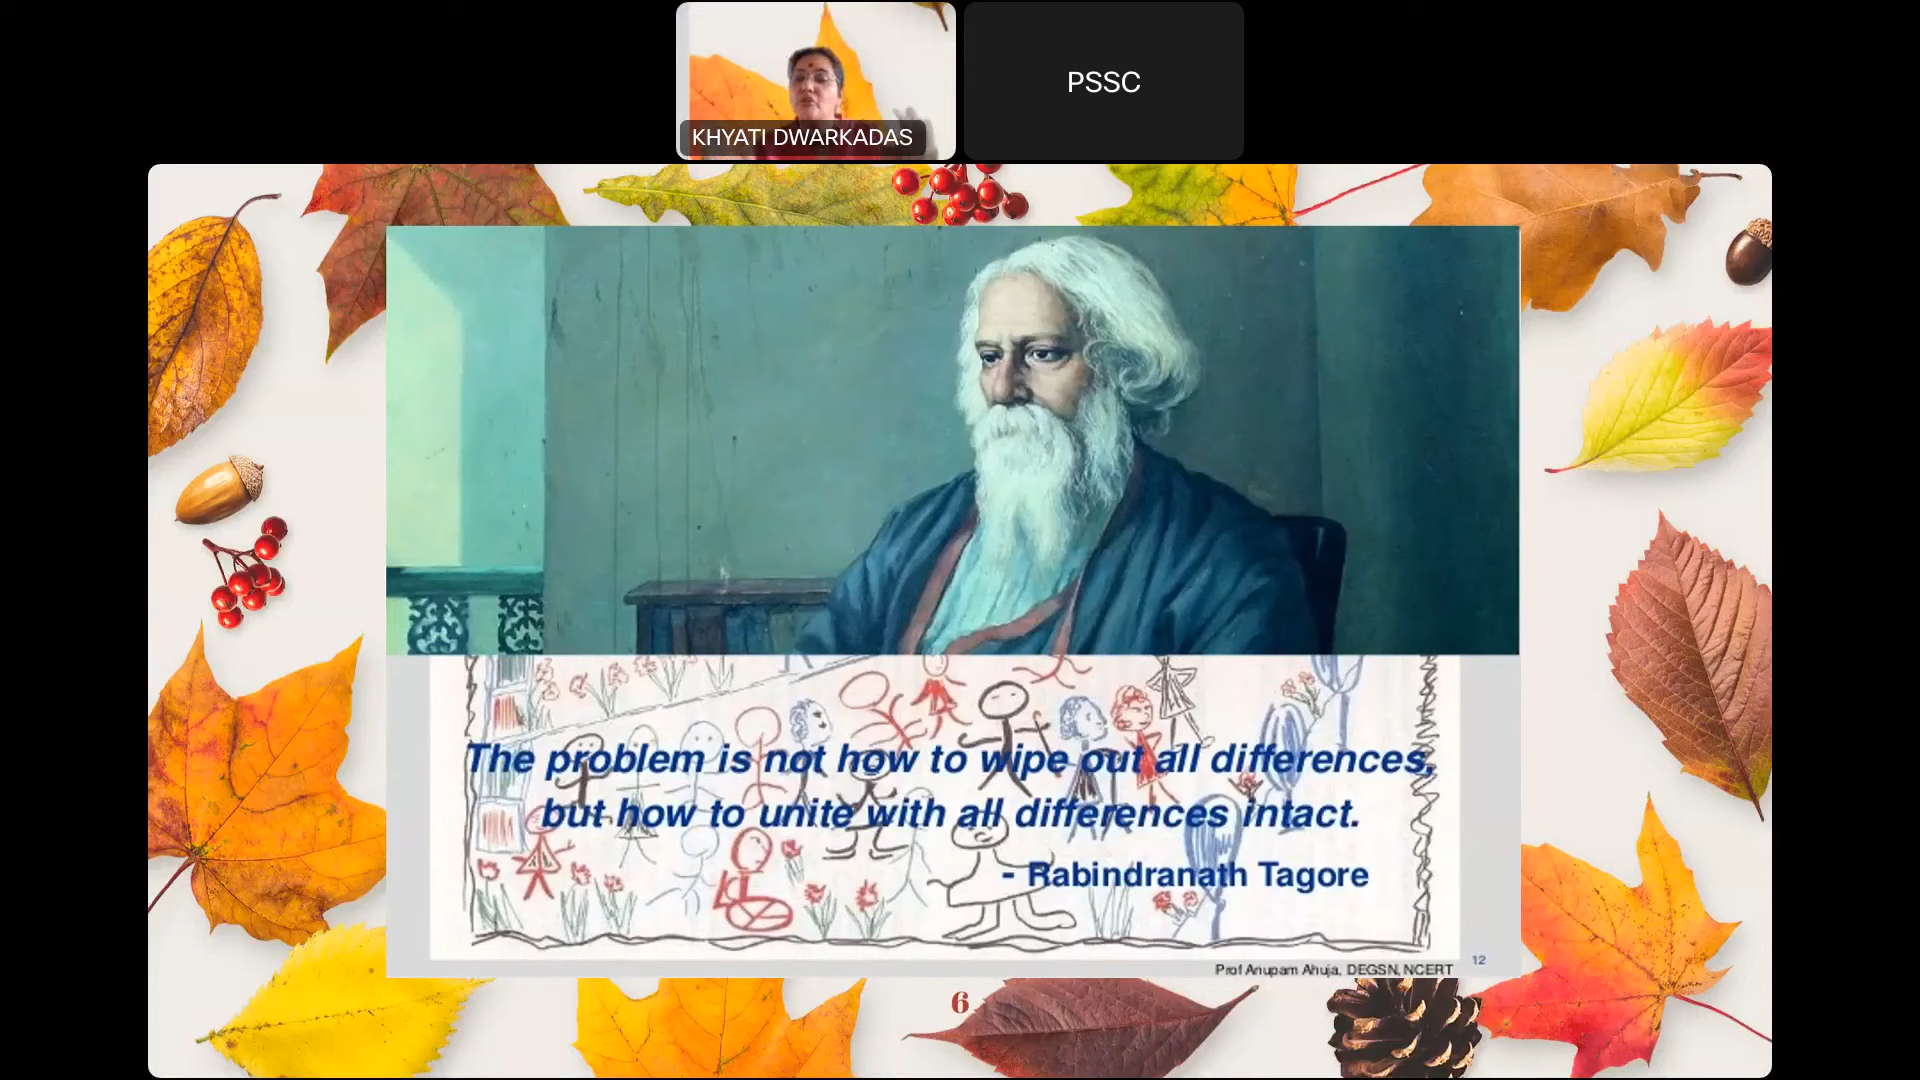 KHYATI DWARKADAS
PSSC
The problem is not how to wipe out all differences,
but how to unite with all differences intact.
- Rabindranath Tagore
12
Prof Anupam Ahuja, DEGSN, NCERT
6